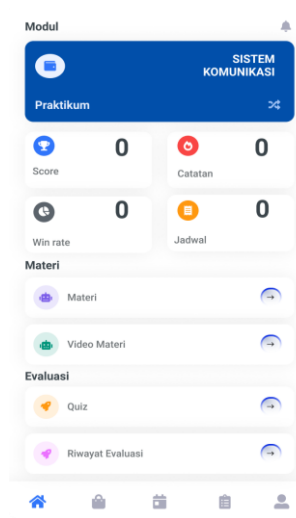 Modul
SISTEM
KOMUNIKASI
Praktikum
0
Score
0
Catatan
0
Win rate
0
Jadwal
Materi
Materi
Video Materi
Evaluasi
Quiz
Riwayat Evaluasi